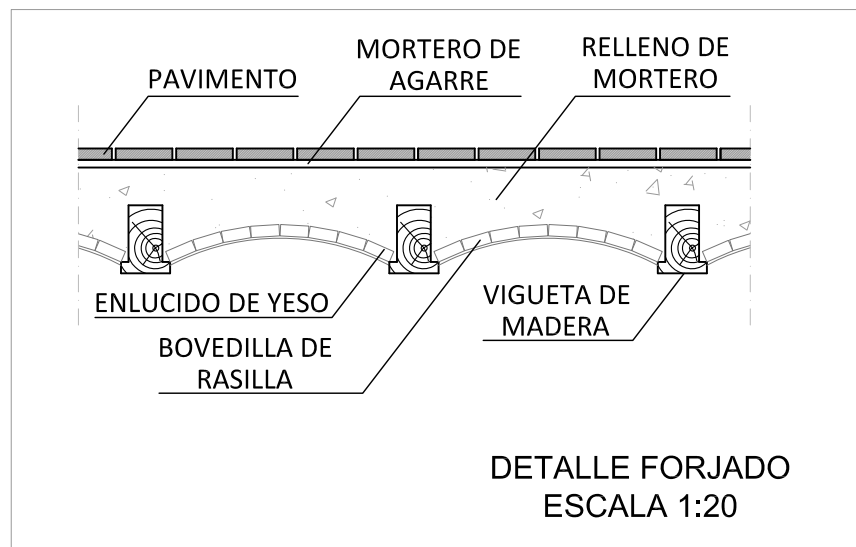 PAVIMENTO
MORTERO DE
AGARRE
RELLENO DE
MORTERO
ENLUCIDO DE YESO
BOVEDILLA DE
RASILLA
VIGUETA DE
MADERA
DETALLE FORJADO
ESCALA 1:20